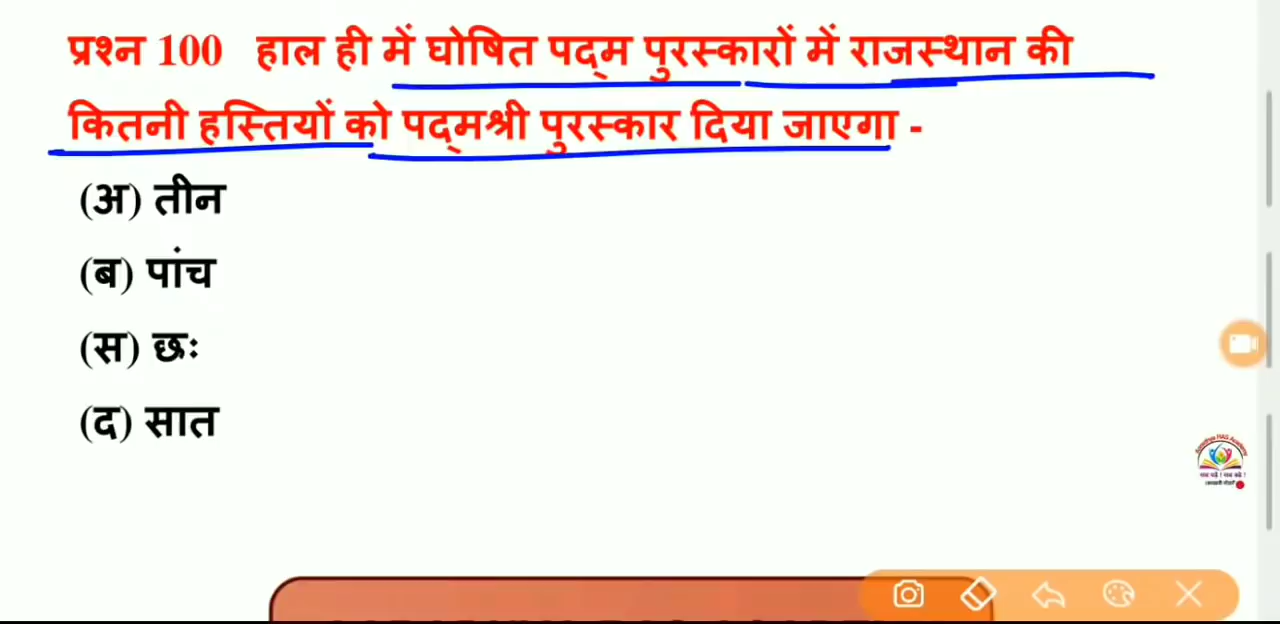 प्रश्न 100 हाल ही में घोषित पद्म पुरस्कारों में राजस्थान की
कितनी हस्तियों को पद्मश्री पुरस्कार दिया जाएगा -
(अ) तीन
(ब) पांच
(स) छः
(द) सात